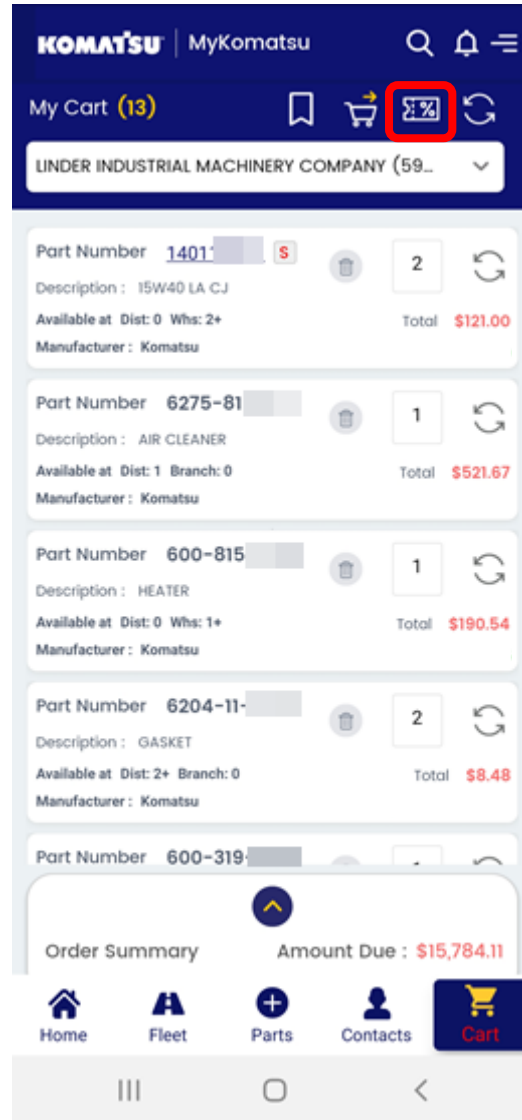 KOMATSU | MyKomatsu
My Cart (13)
LINDER INDUSTRIAL MACHINERY COMPANY (59...
Part Number 1401 S
2
Description : 15W40 LA CJ
Available at Dist: 0 Whs: 2+
Total $121.00
Manufacturer : Komatsu
Part Number 6275-81
1
Description : AIR CLEANER
Available at Dist: 1 Branch: 0
Total $521.67
Manufacturer : Komatsu
Part Number 600-815
1
Description : HEATER
Available at Dist: 0 Whs: 1+
Total $190.54
Manufacturer : Komatsu
Part Number 6204-11-
2
Description : GASKET
Available at Dist: 2+ Branch: 0
Total $8.48
Manufacturer : Komatsu
Part Number 600-319
Order Summary
Amount Due : $15,784.11
Home
Fleet
Parts
Contacts
Cart